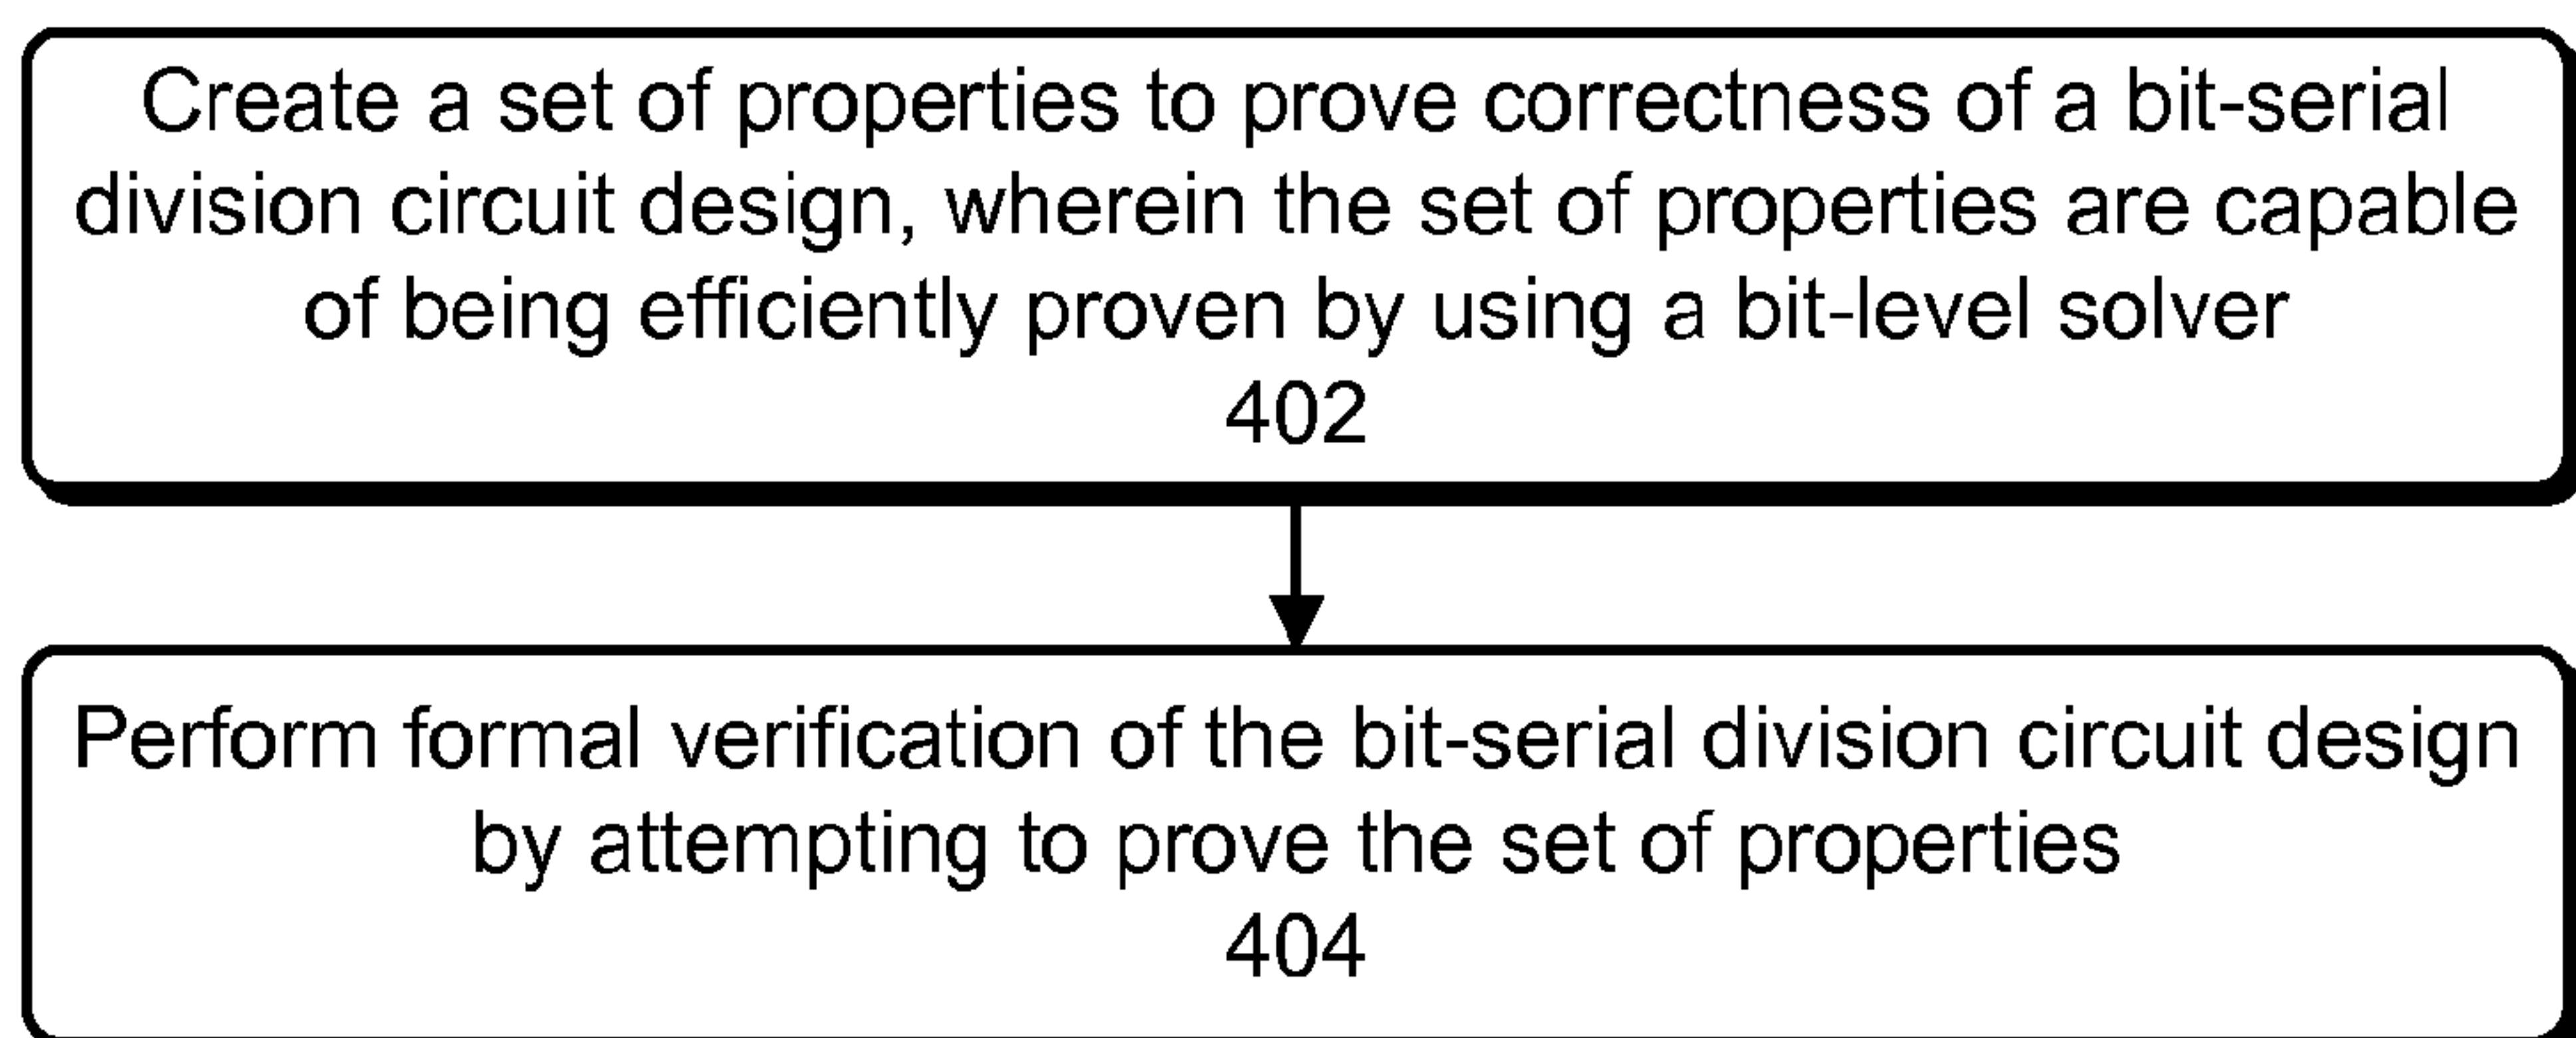 Create a set of properties to prove correctness of a bit-serial
division circuit design, wherein the set of properties are capable
of being efficiently proven by using a bit-level solver
402
Perform formal verification of the bit-serial division circuit design
by attempting to prove the set of properties
404